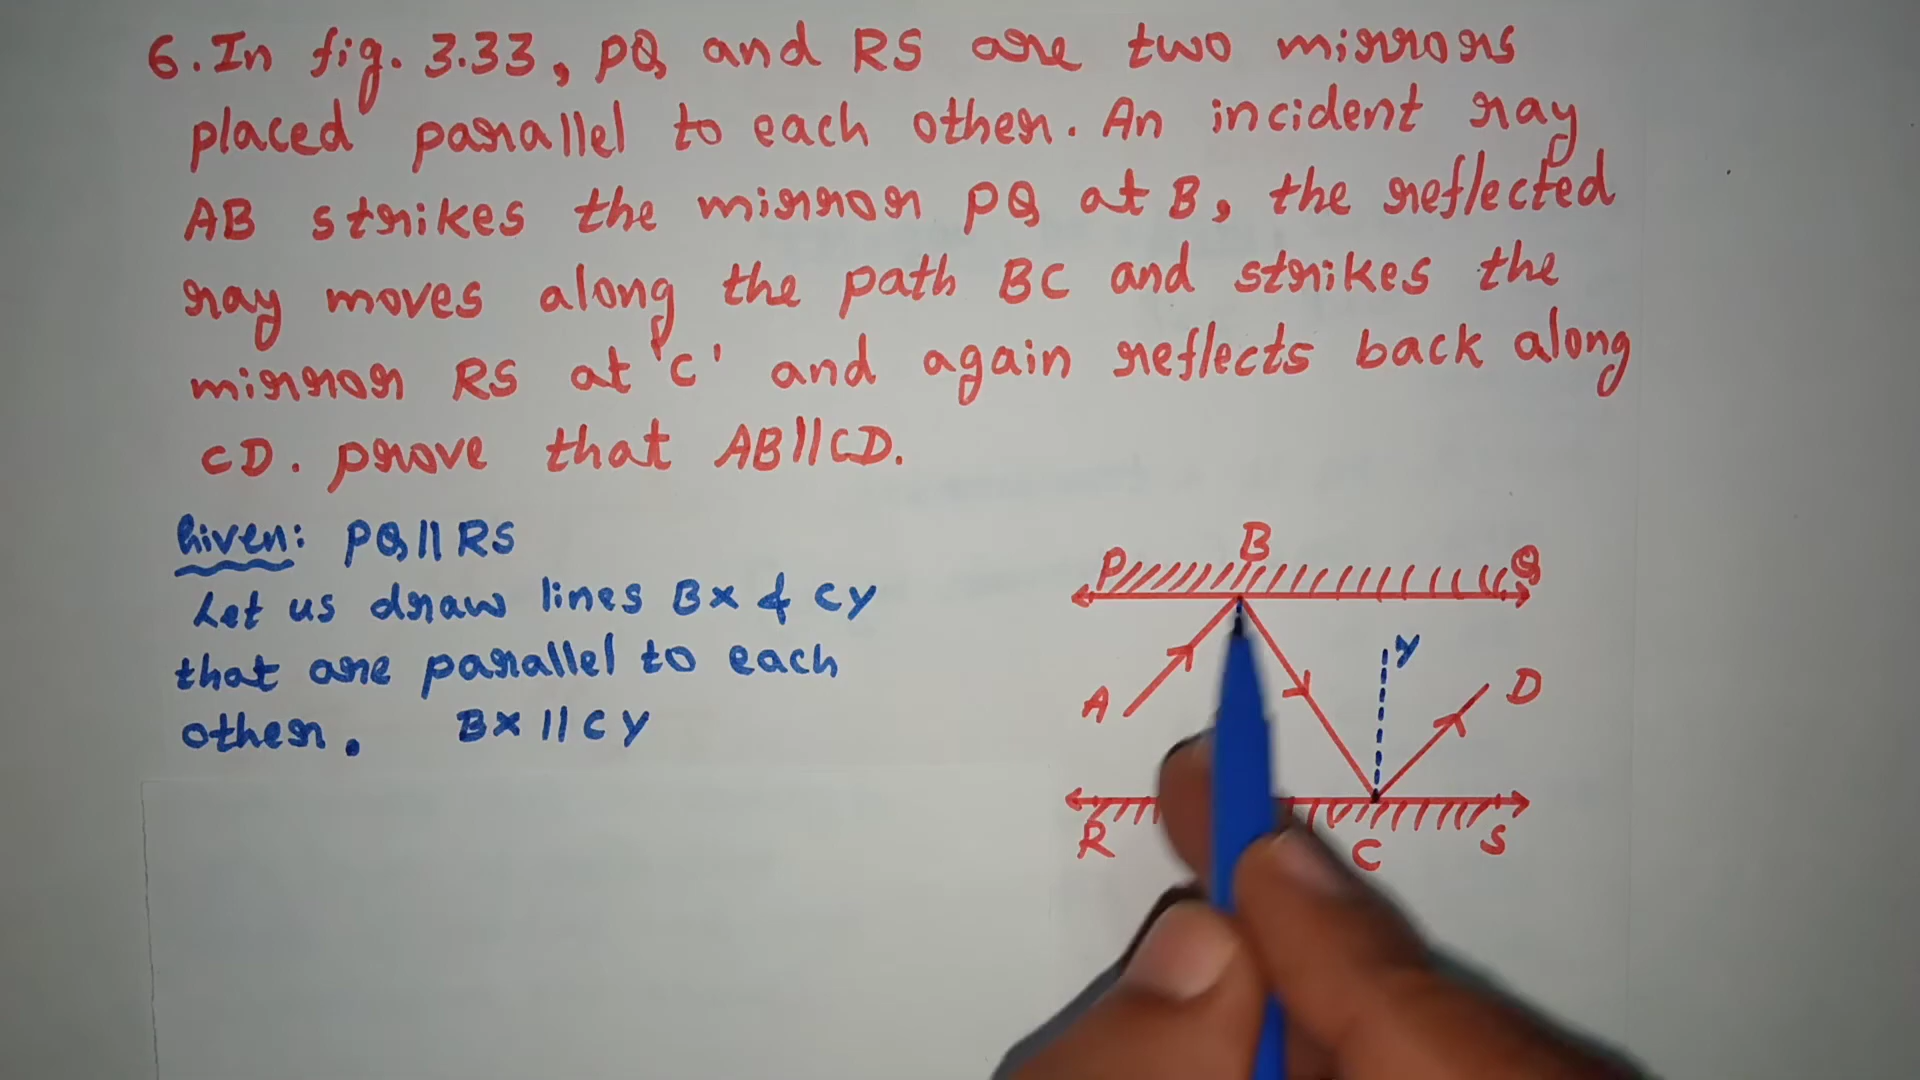 6. In fig. 3.33, PQ and RS are two mirrors
placed parallel to each other. An incident ray
AB strikes the mirror PQ at B, the reflected
ray moves along the path BC and strikes the
mirror RS at 'C' and again reflects back along
CD. prove that AB||CD.
Given: PQ || RS
Let us draw lines BX & CY
that are parallel to each
other. BX || CY
B
P
Q
Y
A
D
R
C
S